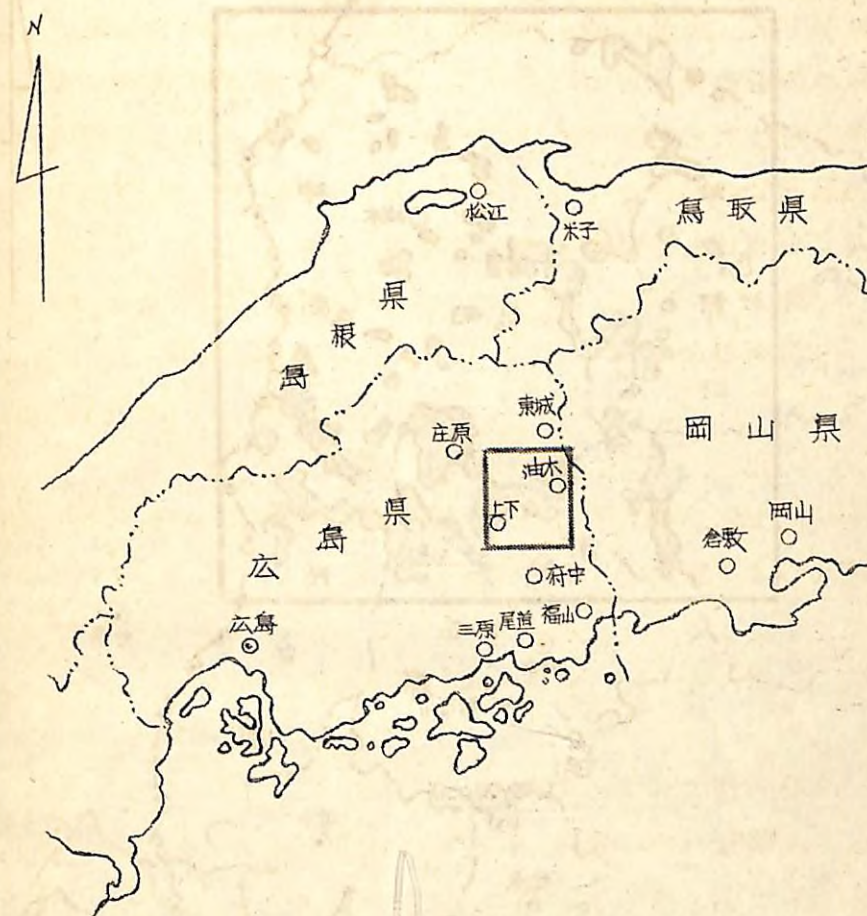 N
松江
米子
鳥取県
島根県
東城
庄原
岡山県
油木
上下
広島県
岡山
倉敷
府中
福山
尾道
三原
広島